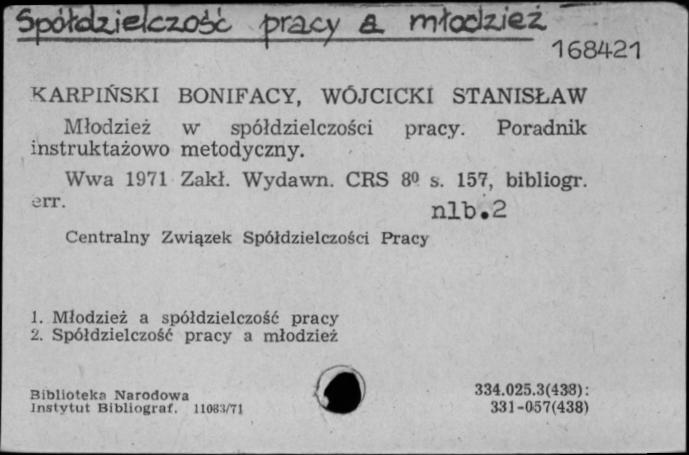 Spółdzielczość pracy a młodzież
168421
KARPIŃSKI BONIFACY, WÓJCICKI STANISŁAW
Młodzież w spółdzielczości pracy. Poradnik
instruktażowo metodyczny.
Wwa 1971 Zakł. Wydawn. CRS 8⁰ s. 157, bibliogr.
err.
nlb.2
Centralny Związek Spółdzielczości Pracy
1. Młodzież a spółdzielczość pracy
2. Spółdzielczość pracy a młodzież
Biblioteka Narodowa
Instytut Bibliograf. 11083/71
334.025.3(438):
331-057(438)